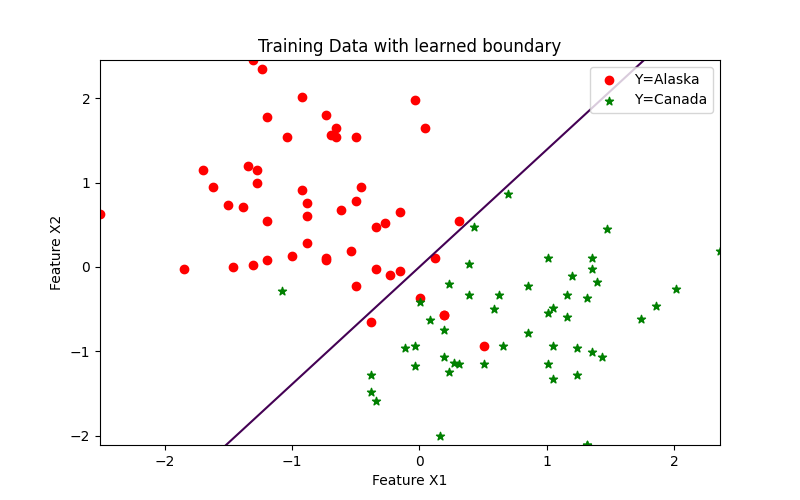 Training Data with learned boundary
Y=Alaska
Y=Canada
2
1
0
−1
−2
Feature X2
−2
−1
0
1
2
Feature X1